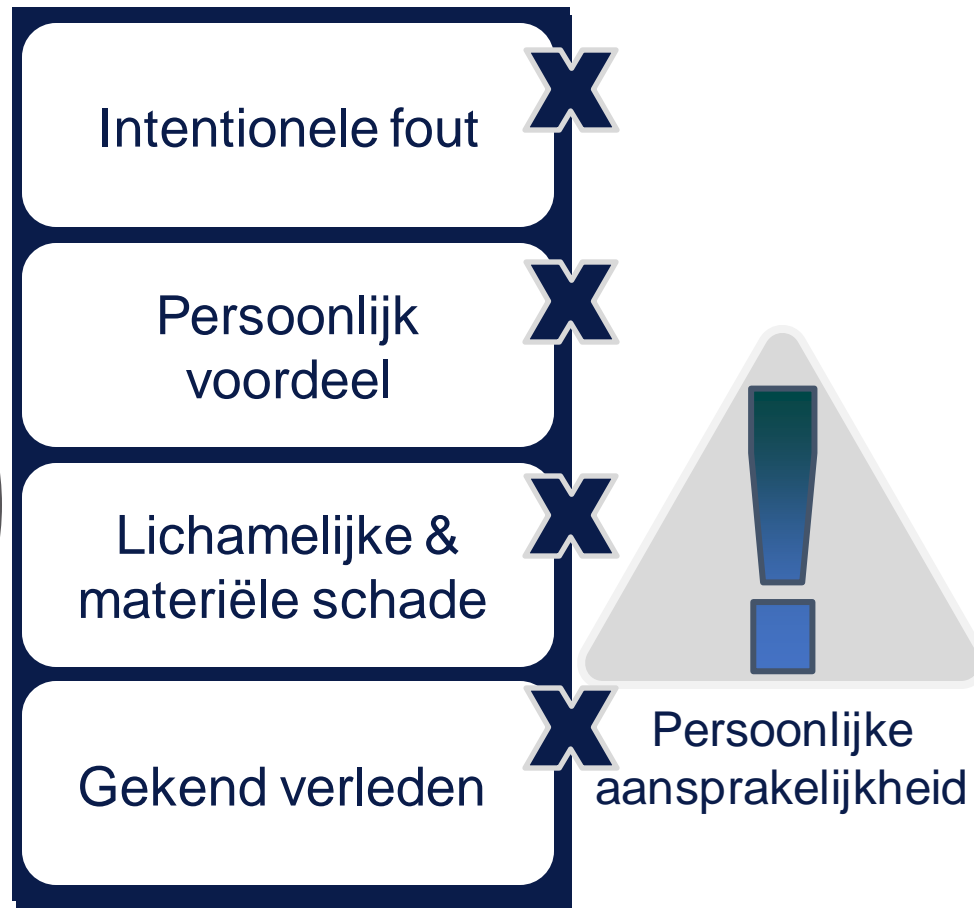 Intentionele fout
X
Persoonlijk
voordeel
X
Lichamelijke &
materiële schade
X
Gekend verleden
X
!
Persoonlijke
aansprakelijkheid